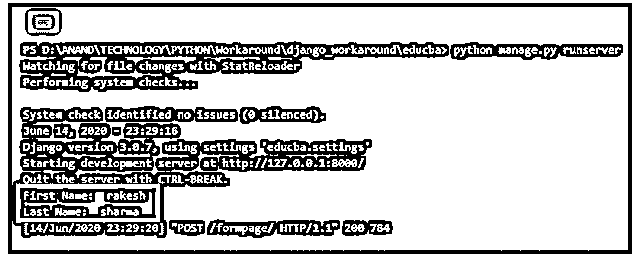 PS D:\ANAND\TECHNOLOGY\PYTHON\Workaround\django_workaround\educba> python manage.py runserver
Watching for file changes with StatReloader
Performing system checks...
System check identified no issues (0 silenced).
June 14, 2020 - 23:29:16
Django version 3.0.7, using settings 'educba.settings'
Starting development server at http://127.0.0.1:8000/
Quit the server with CTRL-BREAK.
First Name: rakesh
Last Name: sharma
[14/Jun/2020 23:29:20] "POST /formpage/ HTTP/1.1" 200 784